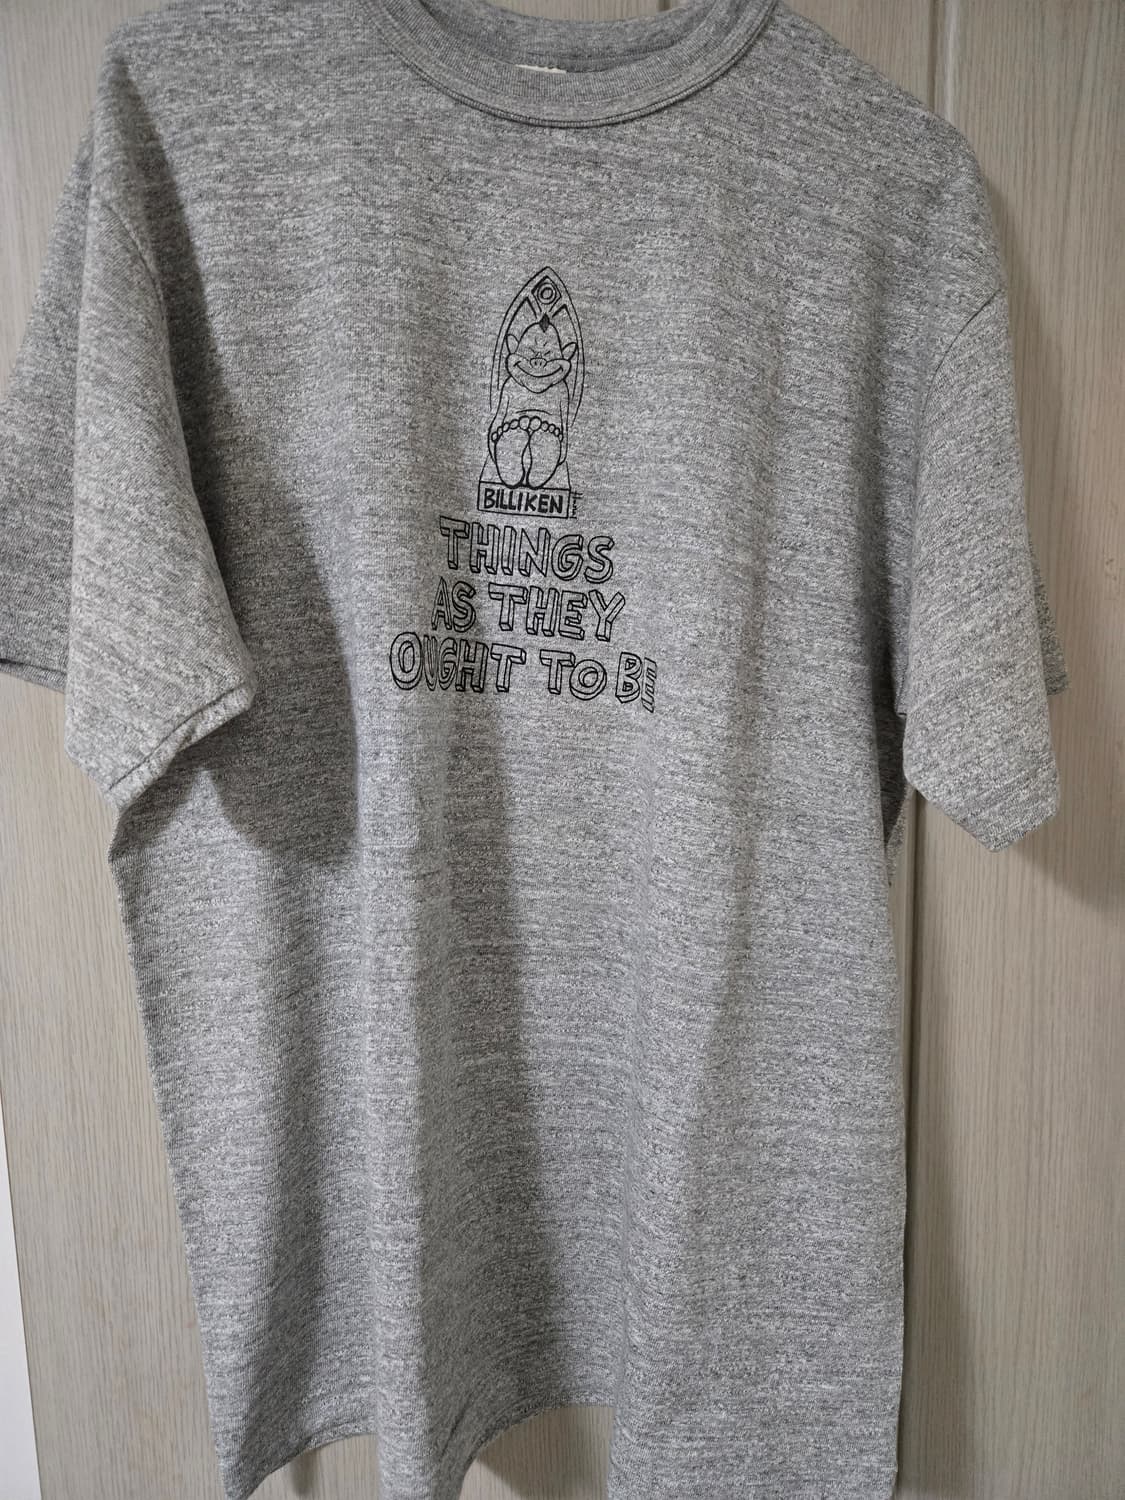 BILLIKEN
THINGS
AS THEY
OUGHT TO BE